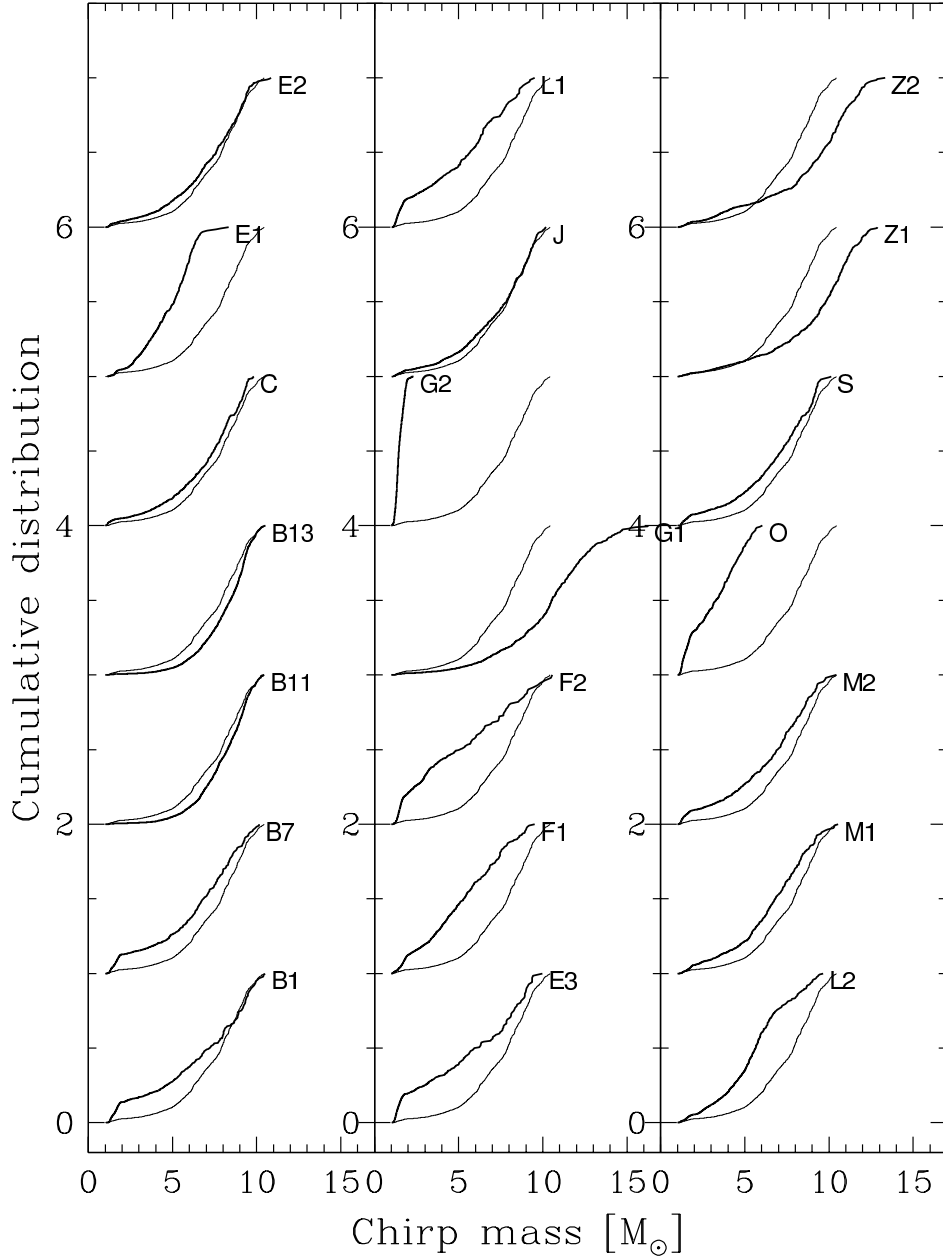 E2 L1 Z2
6 6 6
E1 J Z1
C G2 S
4 4 4
B13 G1 O
B11 F2 M2
2 2 2
B7 F1 M1
B1 E3 L2
0 0 0
0 5 10 15 0 5 10 15 0 5 10 15
Cumulative distribution
Chirp mass [M☉]